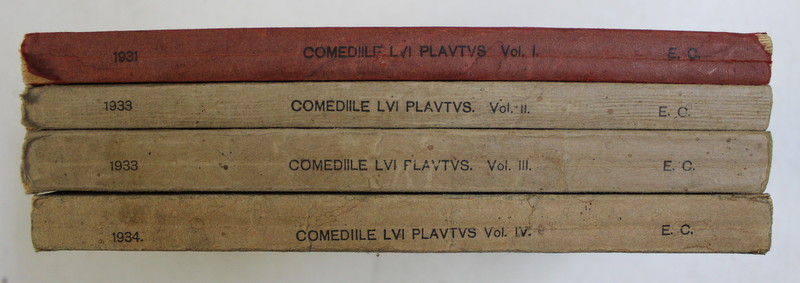 1931 COMEDIILE LVI PLAVTVS Vol. I. E. C.
1933 COMEDIILE LVI PLAVTVS. Vol. II. E. C.
1933 COMEDIILE LVI PLAVTVS. Vol. III. E. C.
1934. COMEDIILE LVI PLAVTVS Vol. IV. E. C.